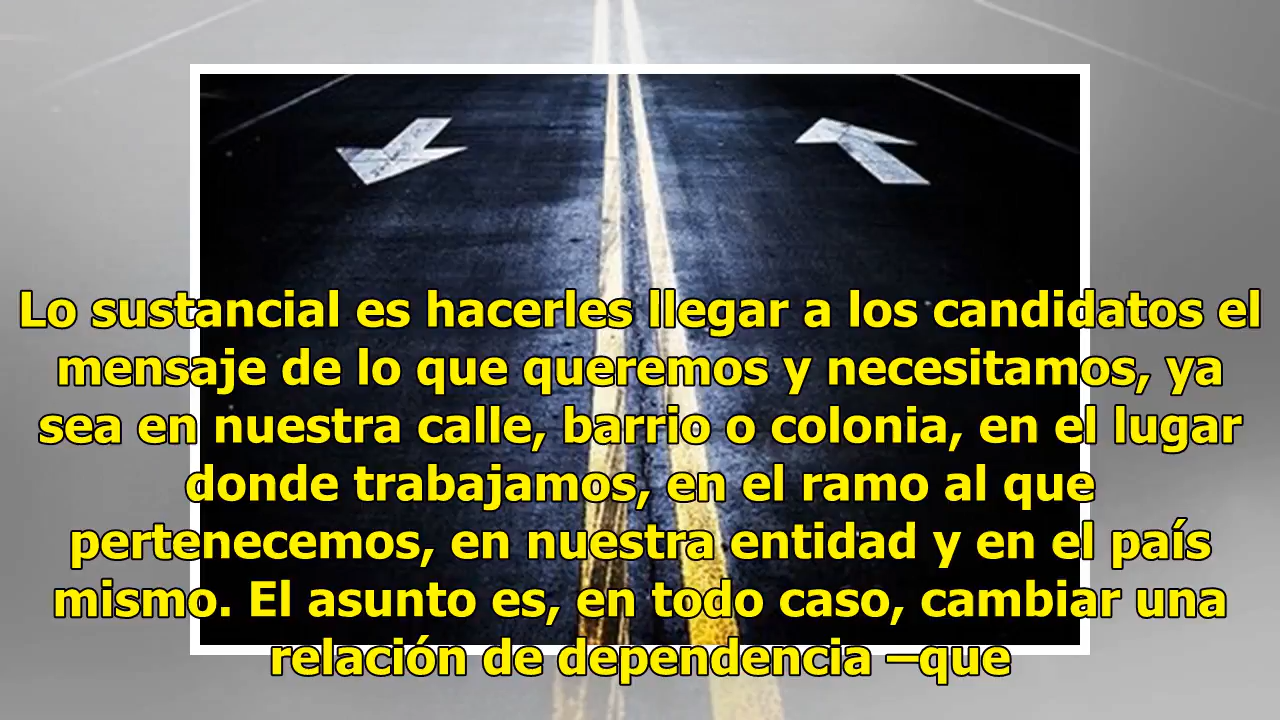 Lo sustancial es hacerles llegar a los candidatos el
mensaje de lo que queremos y necesitamos, ya
sea en nuestra calle, barrio o colonia, en el lugar
donde trabajamos, en el ramo al que
pertenecemos, en nuestra entidad y en el país
mismo. El asunto es, en todo caso, cambiar una
relación de dependencia –que